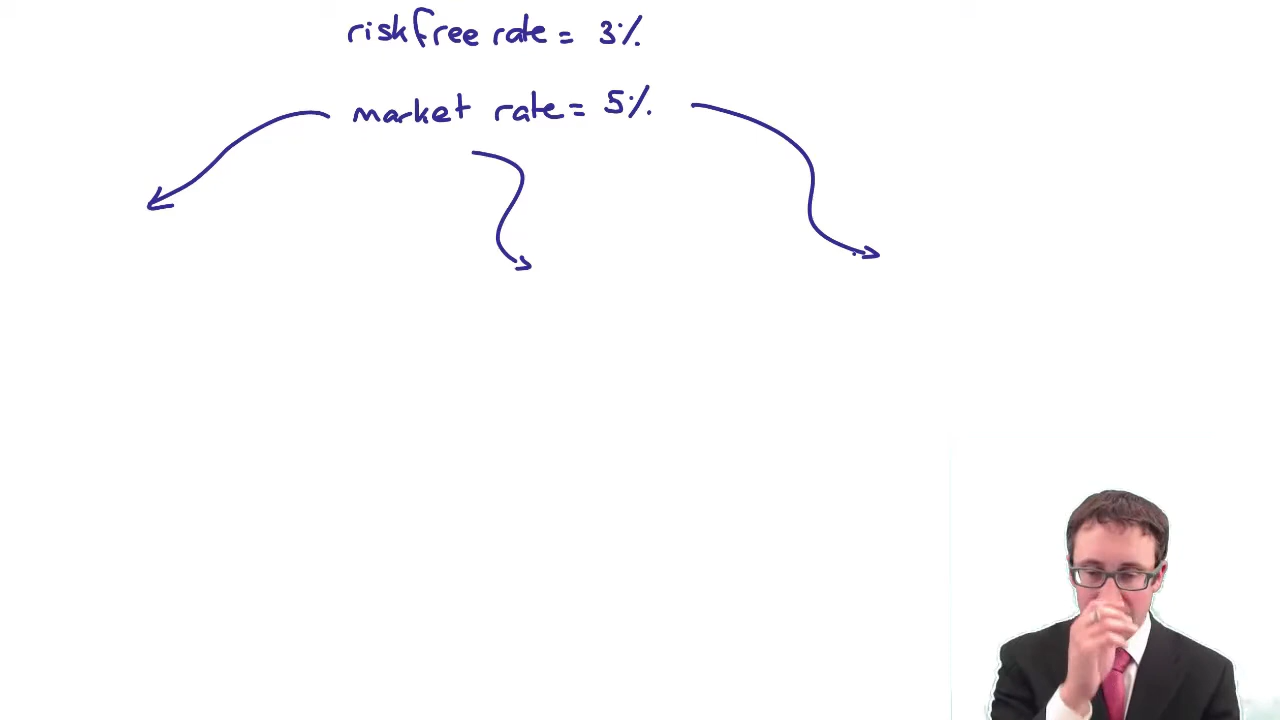 riskfree rate = 3%
market rate = 5%